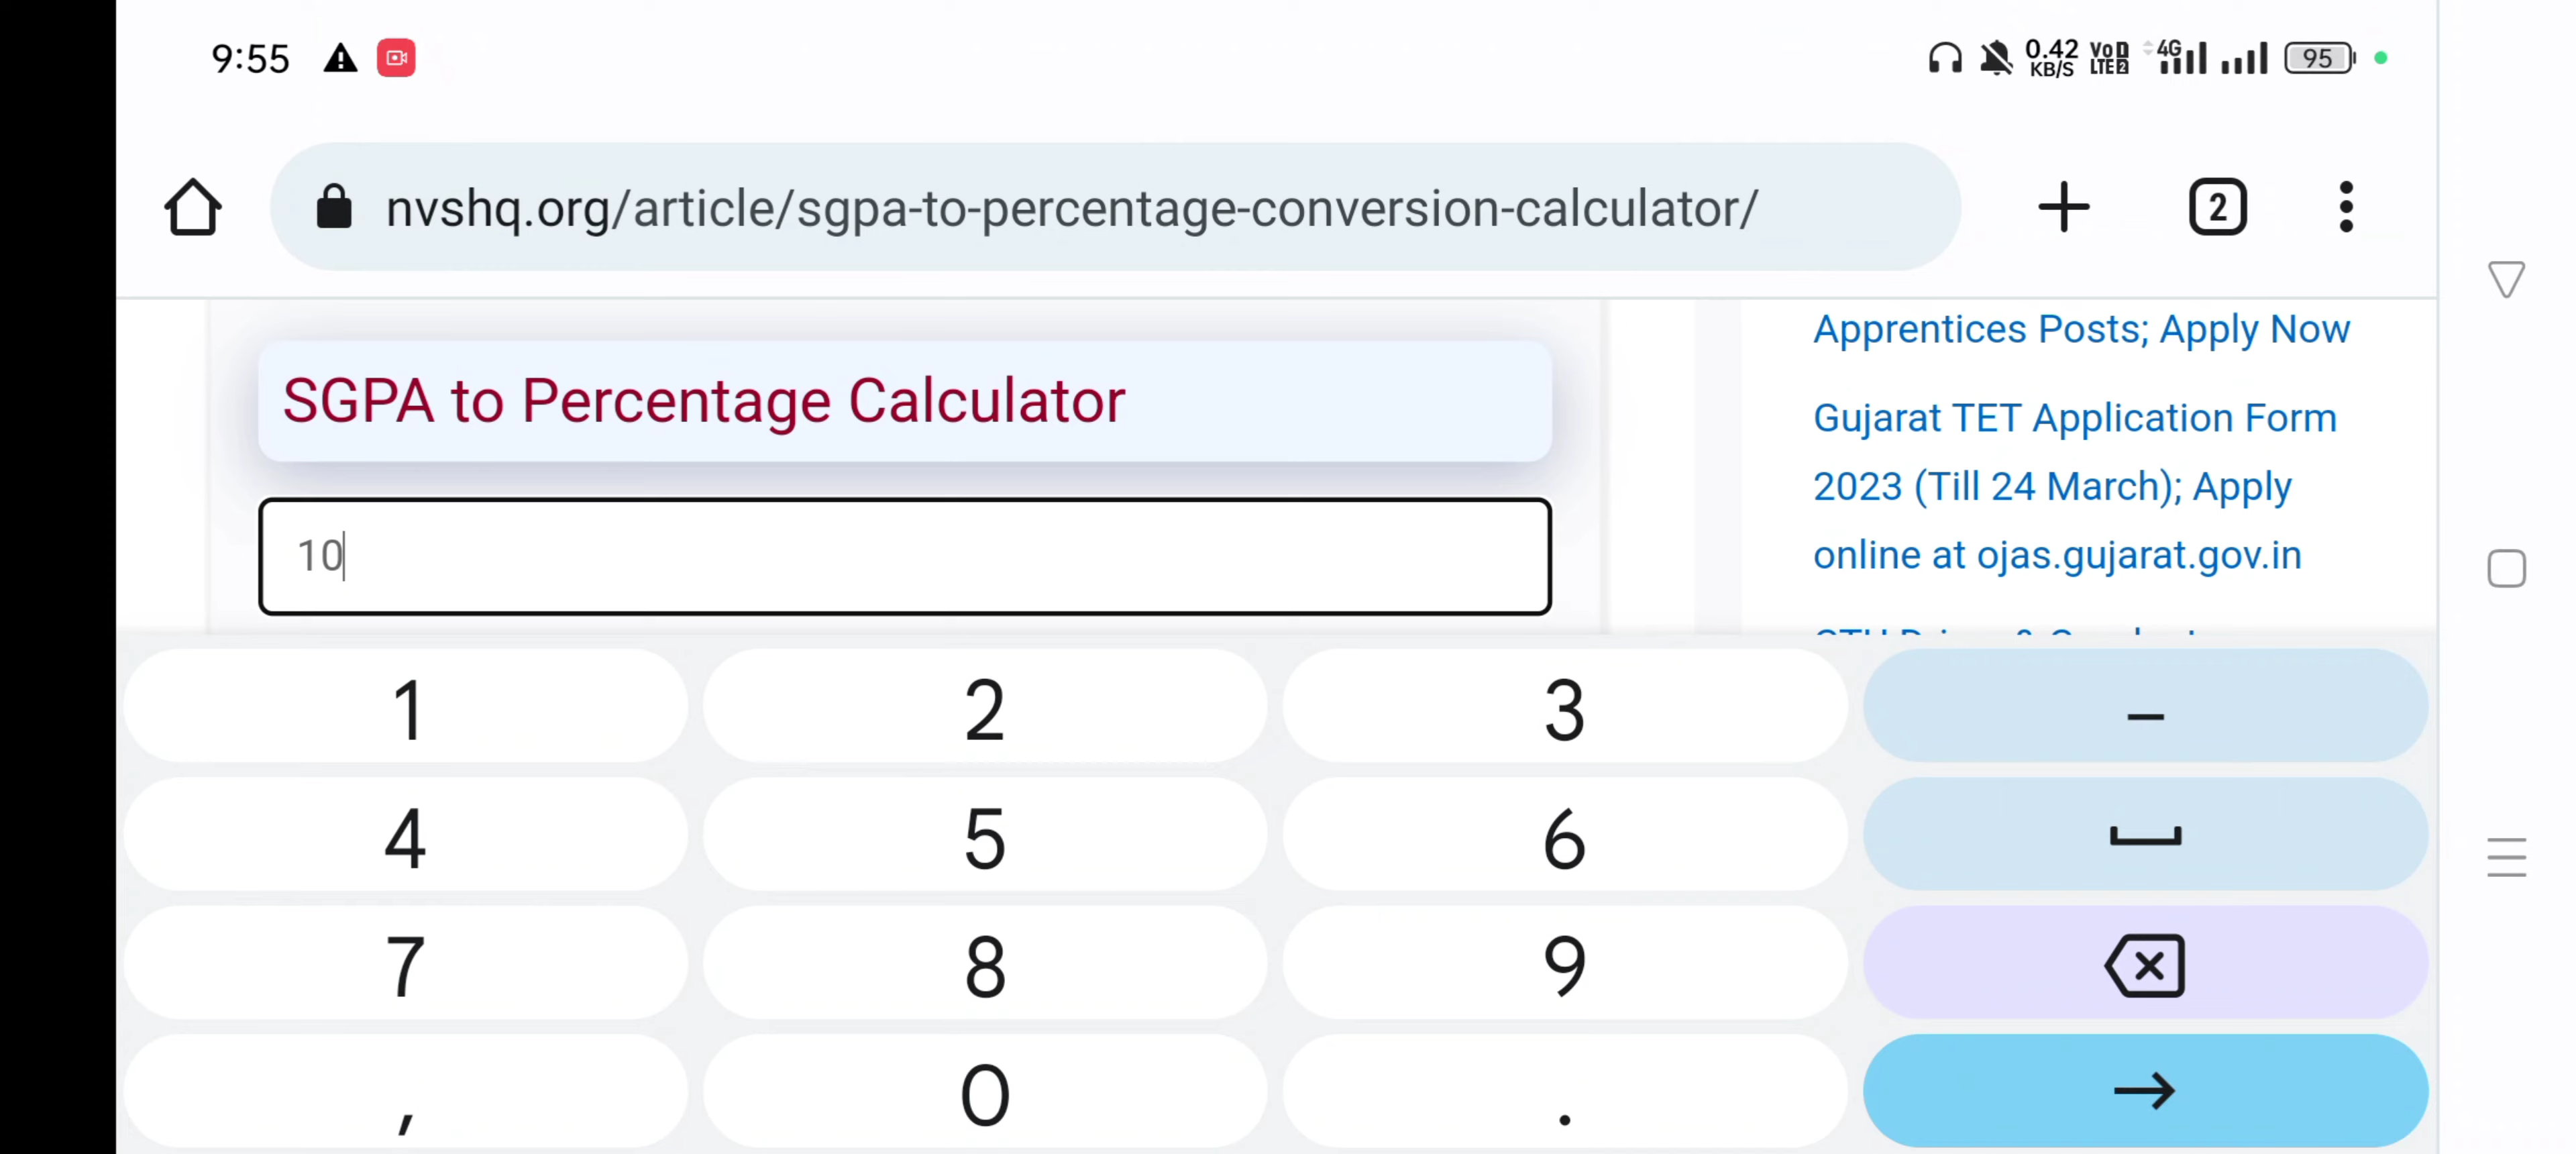 9:55
0.42 KB/S VoLTE 1 2 4G 95
nvshq.org/article/sgpa-to-percentage-conversion-calculator/
2
SGPA to Percentage Calculator
10
Apprentices Posts; Apply Now
Gujarat TET Application Form
2023 (Till 24 March); Apply
online at ojas.gujarat.gov.in
1 2 3 –
4 5 6
7 8 9
, 0 .